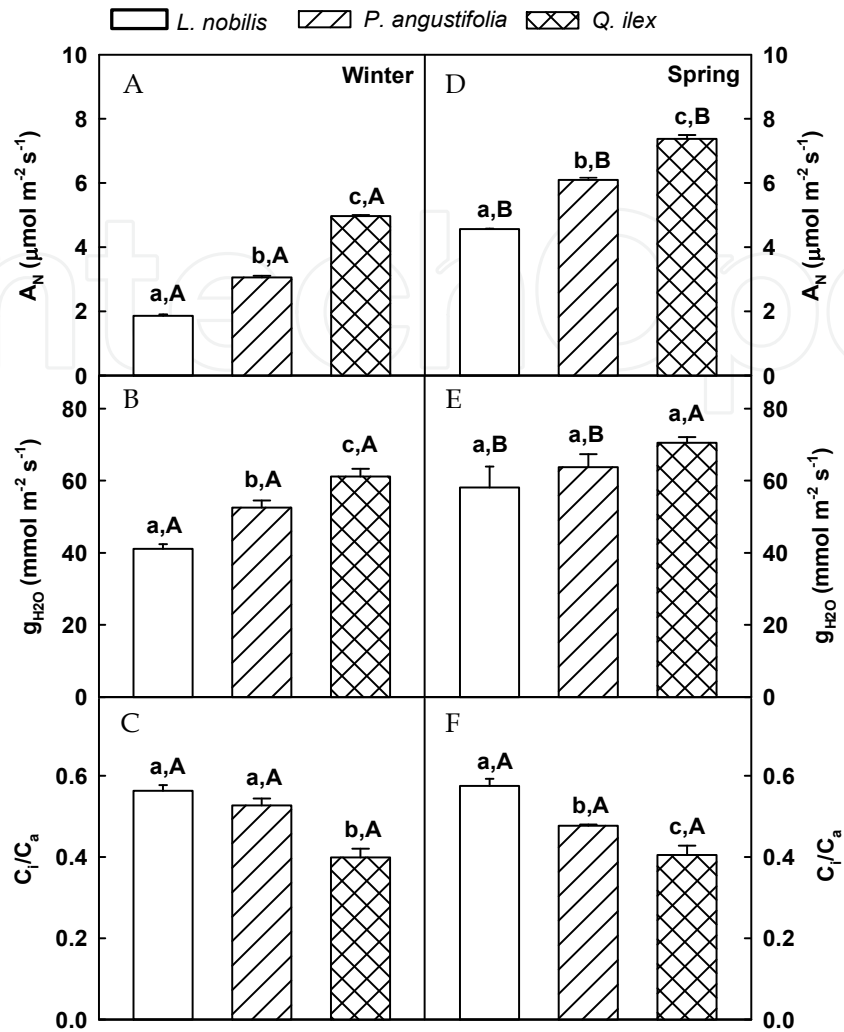 L. nobilis P. angustifolia Q. ilex
A Winter
10
8
6
4
2
0
A_N (μmol m⁻² s⁻¹)
a,A
b,A
c,A
D Spring
10
8
6
4
2
0
A_N (μmol m⁻² s⁻¹)
a,B
b,B
c,B
B
80
60
40
20
0
g_H2O (mmol m⁻² s⁻¹)
a,A
b,A
c,A
E
80
60
40
20
0
g_H2O (mmol m⁻² s⁻¹)
a,B
a,B
a,A
C
0.6
0.4
0.2
0.0
C_i/C_a
a,A
a,A
b,A
F
0.6
0.4
0.2
0.0
C_i/C_a
a,A
b,A
c,A